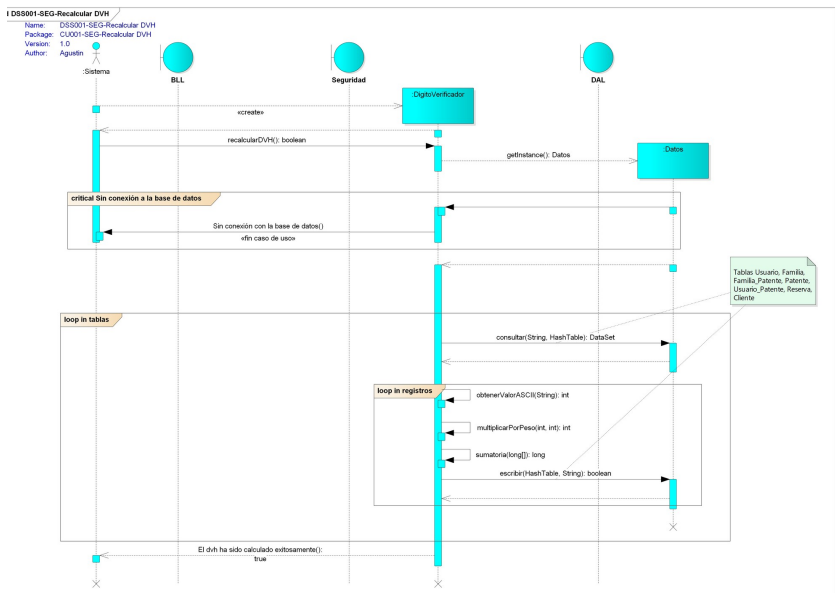 l DSS001-SEG-Recalcular DVH
Name: DSS001-SEG-Recalcular DVH
Package: CU001-SEG-Recalcular DVH
Version: 1.0
Author: Agustin
:Sistema
BLL
Seguridad
DAL
:DigitoVerificador
«create»
recalcularDVH(): boolean
getInstance(): Datos
:Datos
critical Sin conexión a la base de datos
Sin conexión con la base de datos()
«fin caso de uso»
Tablas Usuario, Familia,
Familia_Patente, Patente,
Usuario_Patente, Reserva,
Cliente
loop in tablas
consultar(String, HashTable): DataSet
loop in registros
obtenerValorASCII(String): int
multiplicarPorPeso(int, int): int
sumatoria(long[]): long
escribir(HashTable, String): boolean
El dvh ha sido calculado exitosamente():
true